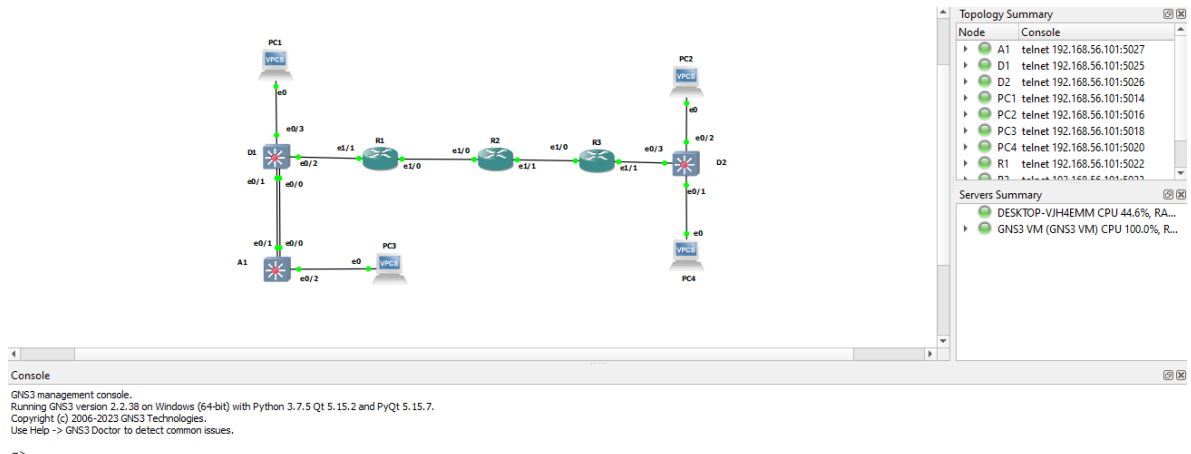 PC1
VPCS
e0
e0/3
D1
e0/2
e0/1
e0/0
e1/1
R1
e1/0
e1/0
R2
e1/1
e1/0
R3
e1/1
e0/3
PC2
VPCS
e0
e0/2
D2
e0/1
e0
VPCS
PC4
e0/1
e0/0
A1
e0/2
e0
PC3
VPCS
Topology Summary
Node Console
A1 telnet 192.168.56.101:5027
D1 telnet 192.168.56.101:5025
D2 telnet 192.168.56.101:5026
PC1 telnet 192.168.56.101:5014
PC2 telnet 192.168.56.101:5016
PC3 telnet 192.168.56.101:5018
PC4 telnet 192.168.56.101:5020
R1 telnet 192.168.56.101:5022
Servers Summary
DESKTOP-VJH4EMM CPU 44.6%, RA...
GNS3 VM (GNS3 VM) CPU 100.0%, R...
Console
GNS3 management console.
Running GNS3 version 2.2.38 on Windows (64-bit) with Python 3.7.5 Qt 5.15.2 and PyQt 5.15.7.
Copyright (c) 2006-2023 GNS3 Technologies.
Use Help -> GNS3 Doctor to detect common issues.
=>